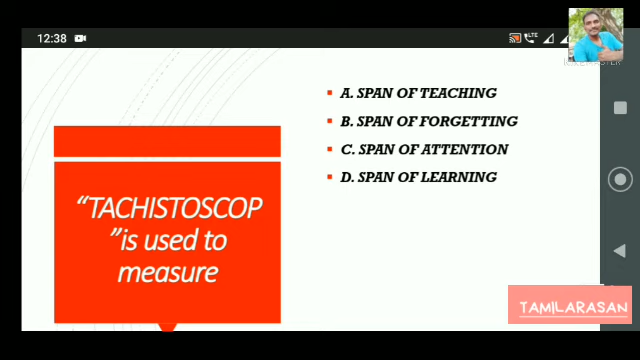 12:38
LTE
"TACHISTOSCOP
"is used to
measure
A. SPAN OF TEACHING
B. SPAN OF FORGETTING
C. SPAN OF ATTENTION
D. SPAN OF LEARNING
TAMILARASAN